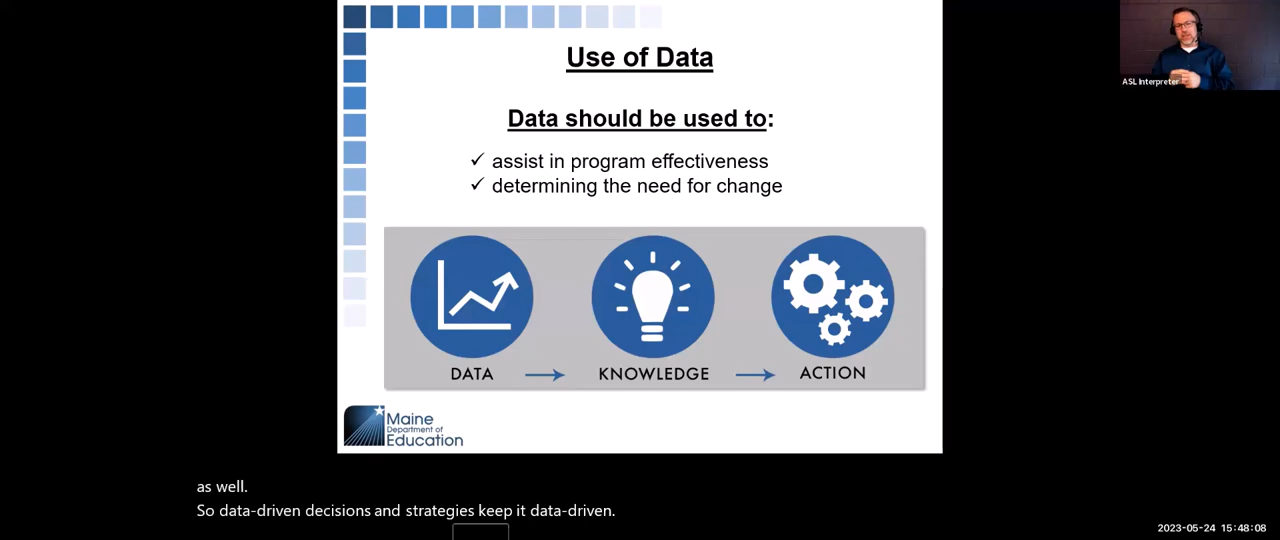 Use of Data
Data should be used to:
✓ assist in program effectiveness
✓ determining the need for change
DATA → KNOWLEDGE → ACTION
Maine
Department of
Education
ASL Interpreter
as well.
So data-driven decisions and strategies keep it data-driven.
2023-05-24 15:48:08